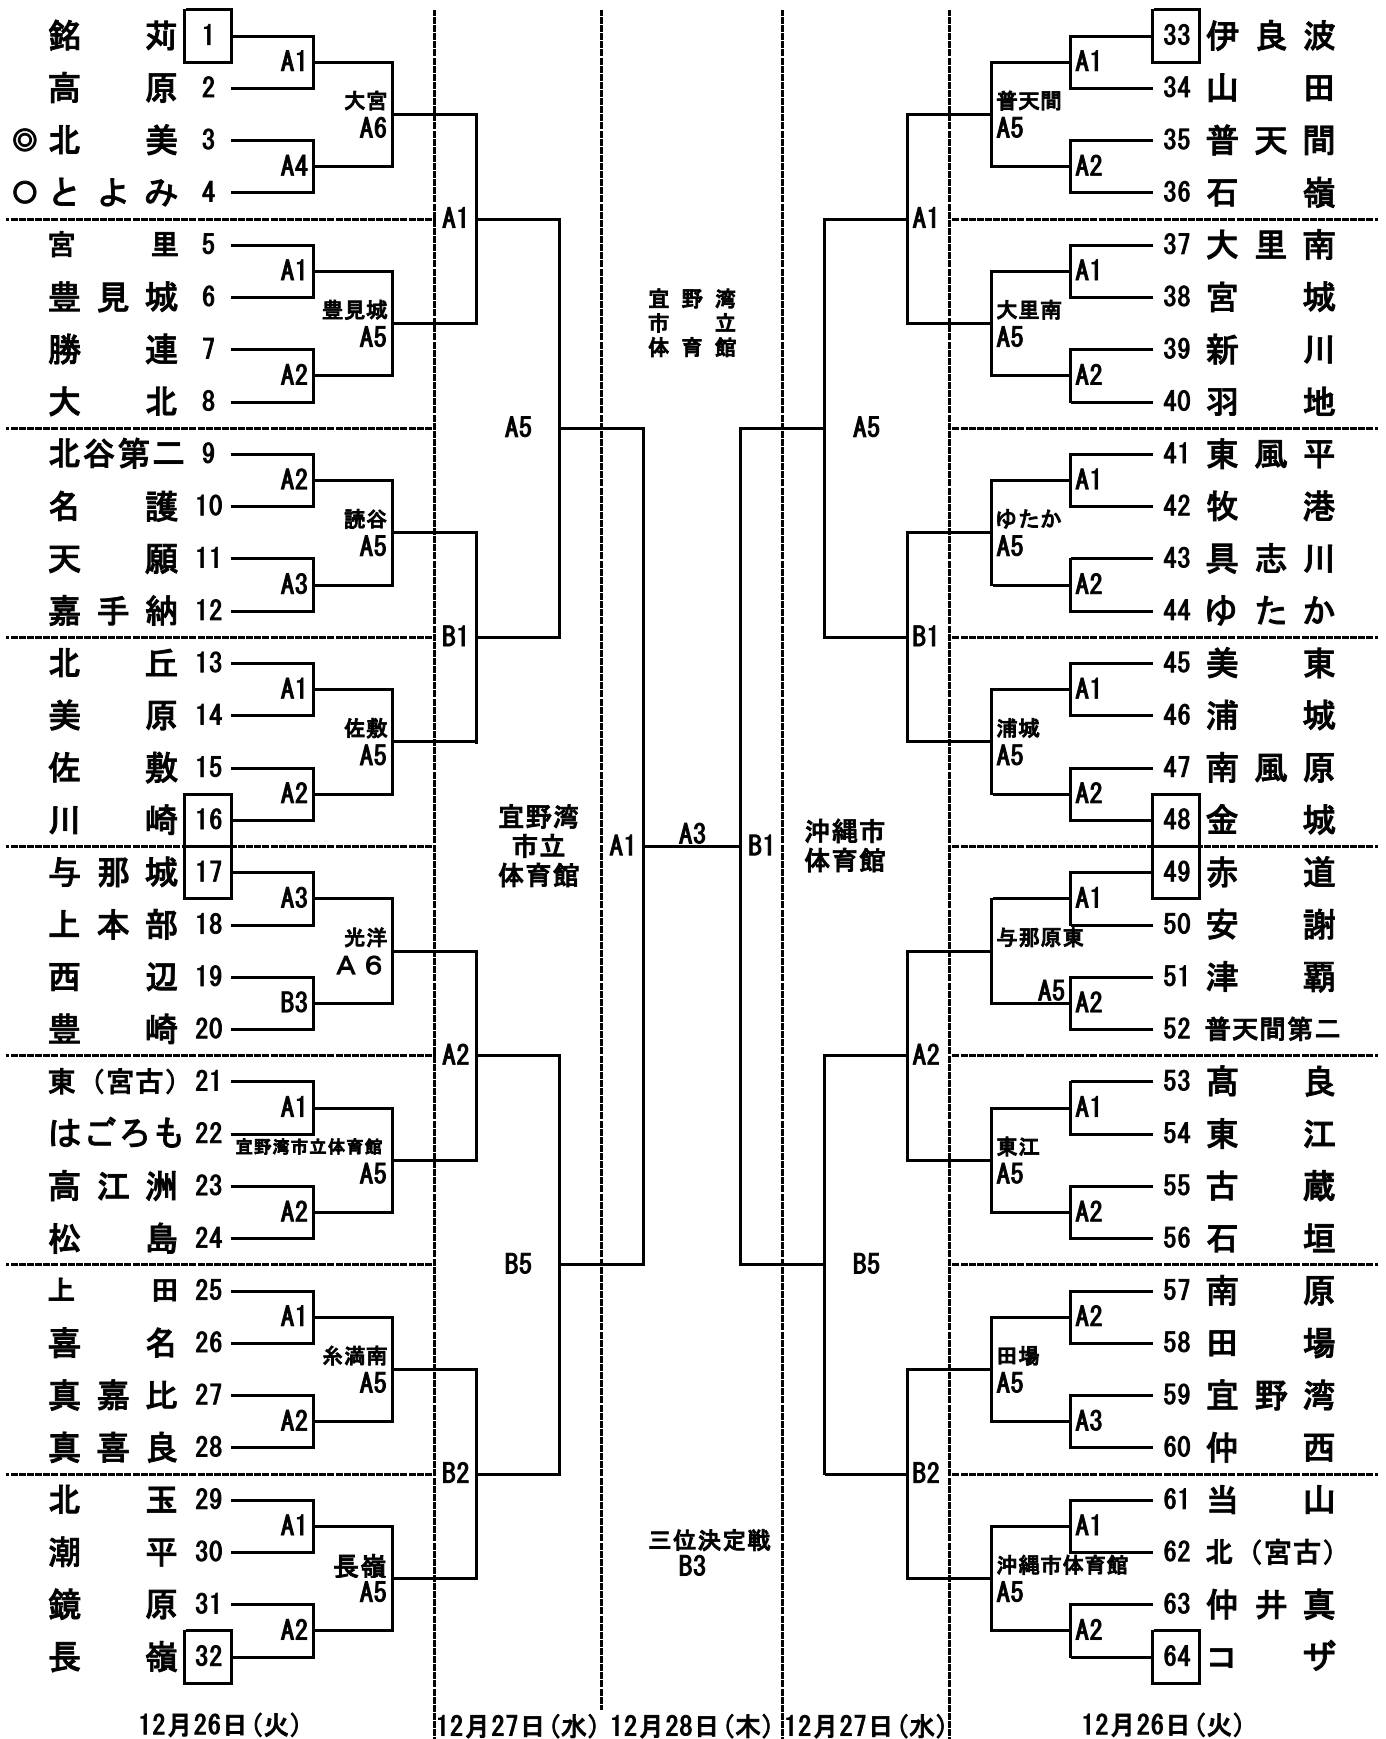 銘苅 1
高原 2
◎北美 3
○とよみ 4
A1
A4
大宮
A6
宮里 5
豊見城 6
勝連 7
大北 8
A1
A2
豊見城
A5
A1
北谷第二 9
名護 10
天願 11
嘉手納 12
A2
A3
読谷
A5
北丘 13
美原 14
佐敷 15
川崎 16
A1
A2
佐敷
A5
B1
A5
与那城 17
上本部 18
西辺 19
豊崎 20
A3
B3
光洋
A6
東(宮古) 21
はごろも 22
高江洲 23
松島 24
A1
A2
宜野湾市立体育館
A5
A2
上田 25
喜名 26
真嘉比 27
真喜良 28
A1
A2
糸満南
A5
北玉 29
潮平 30
鏡原 31
長嶺 32
A1
A2
長嶺
A5
B2
B5
宜野湾
市立
体育館
A1
宜野湾
市立
体育館
A3
三位決定戦
B3
B1
沖縄市
体育館
33 伊良波
34 山田
35 普天間
36 石嶺
A1
A2
普天間
A5
37 大里南
38 宮城
39 新川
40 羽地
A1
A2
大里南
A5
A1
41 東風平
42 牧港
43 具志川
44 ゆたか
A1
A2
ゆたか
A5
45 美東
46 浦城
47 南風原
48 金城
A1
A2
浦城
A5
B1
A5
49 赤道
50 安謝
51 津覇
52 普天間第二
A1
A2
与那原東
A5
53 髙良
54 東江
55 古蔵
56 石垣
A1
A2
東江
A5
A2
57 南原
58 田場
59 宜野湾
60 仲西
A2
A3
田場
A5
61 当山
62 北(宮古)
63 仲井真
64 コザ
A1
A2
沖縄市体育館
A5
B2
B5
12月26日(火) 12月27日(水) 12月28日(木) 12月27日(水) 12月26日(火)